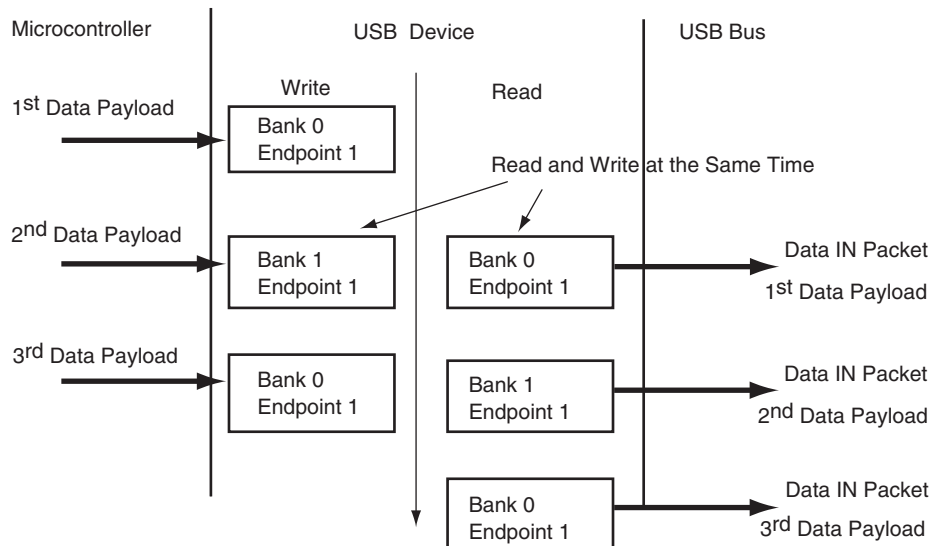 Microcontroller
USB Device
USB Bus
Write
Read
1st Data Payload
Bank 0
Endpoint 1
Read and Write at the Same Time
2nd Data Payload
Bank 1
Endpoint 1
Bank 0
Endpoint 1
Data IN Packet
1st Data Payload
3rd Data Payload
Bank 0
Endpoint 1
Bank 1
Endpoint 1
Data IN Packet
2nd Data Payload
Bank 0
Endpoint 1
Data IN Packet
3rd Data Payload